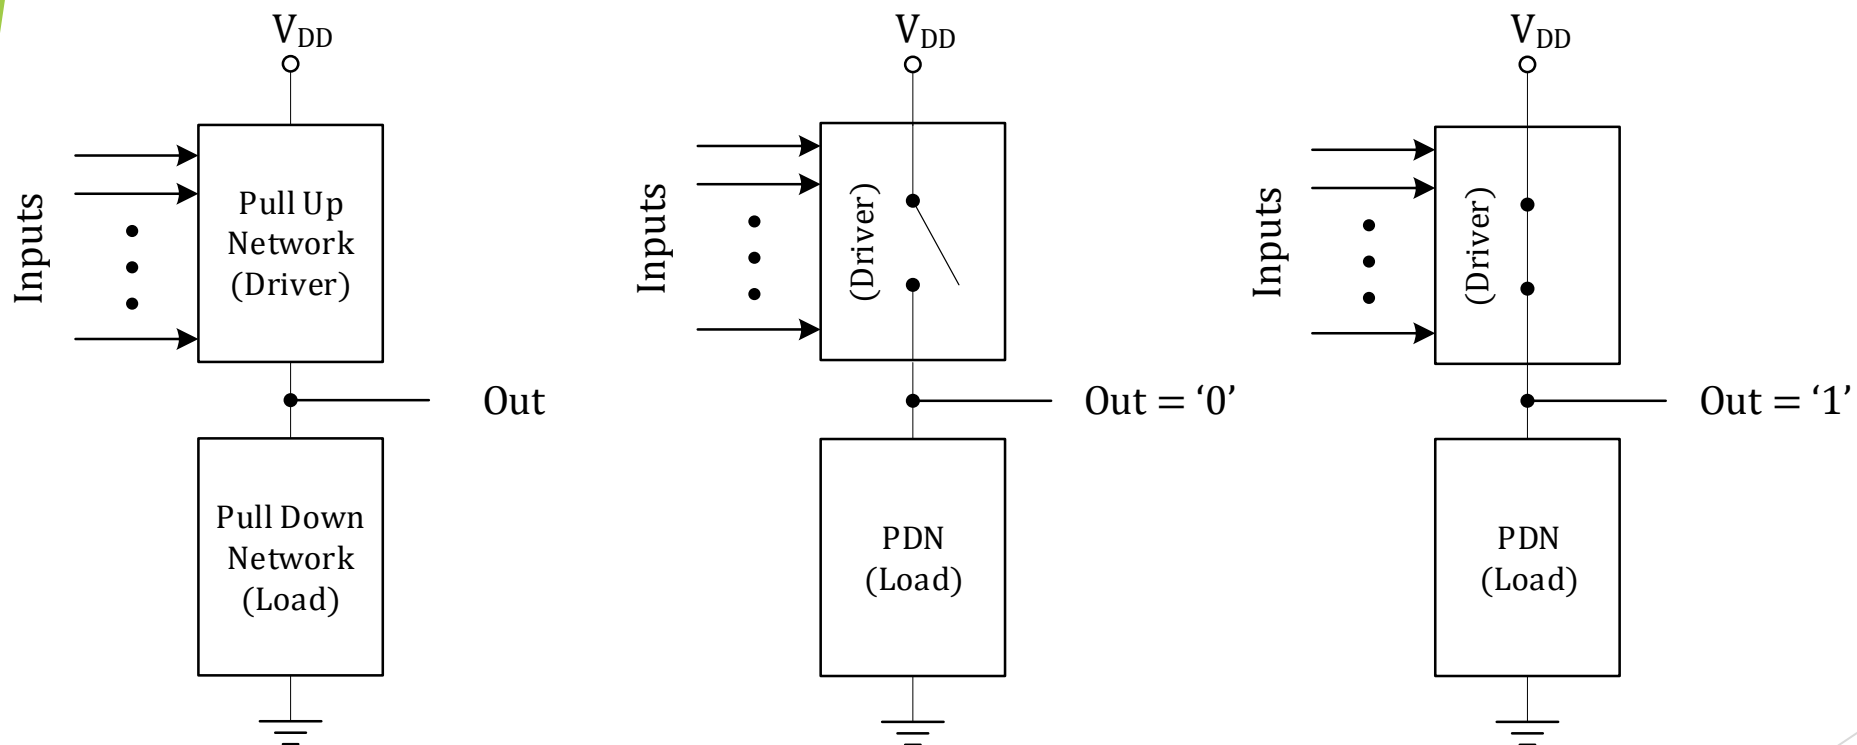 V_DD
Inputs
Pull Up
Network
(Driver)
Out
Pull Down
Network
(Load)
V_DD
Inputs
(Driver)
Out = ‘0’
PDN
(Load)
V_DD
Inputs
(Driver)
Out = ‘1’
PDN
(Load)